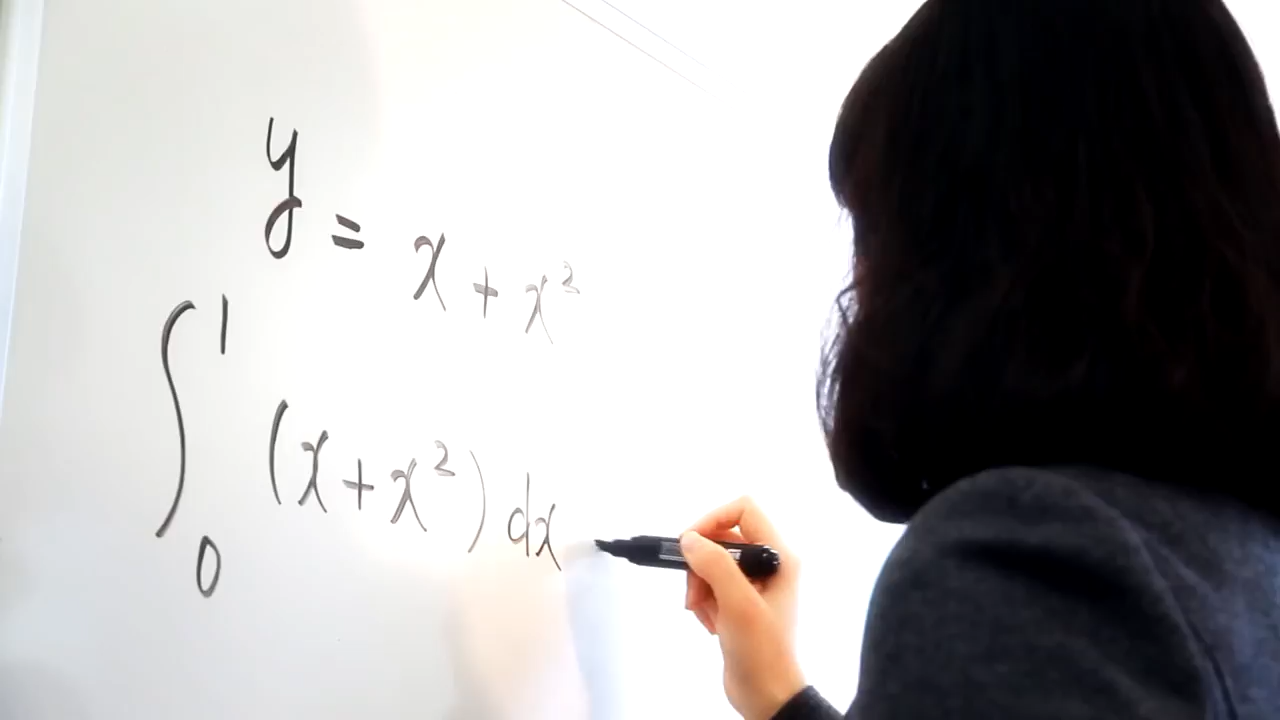 y = x + x²
∫₀¹ (x + x²) dx